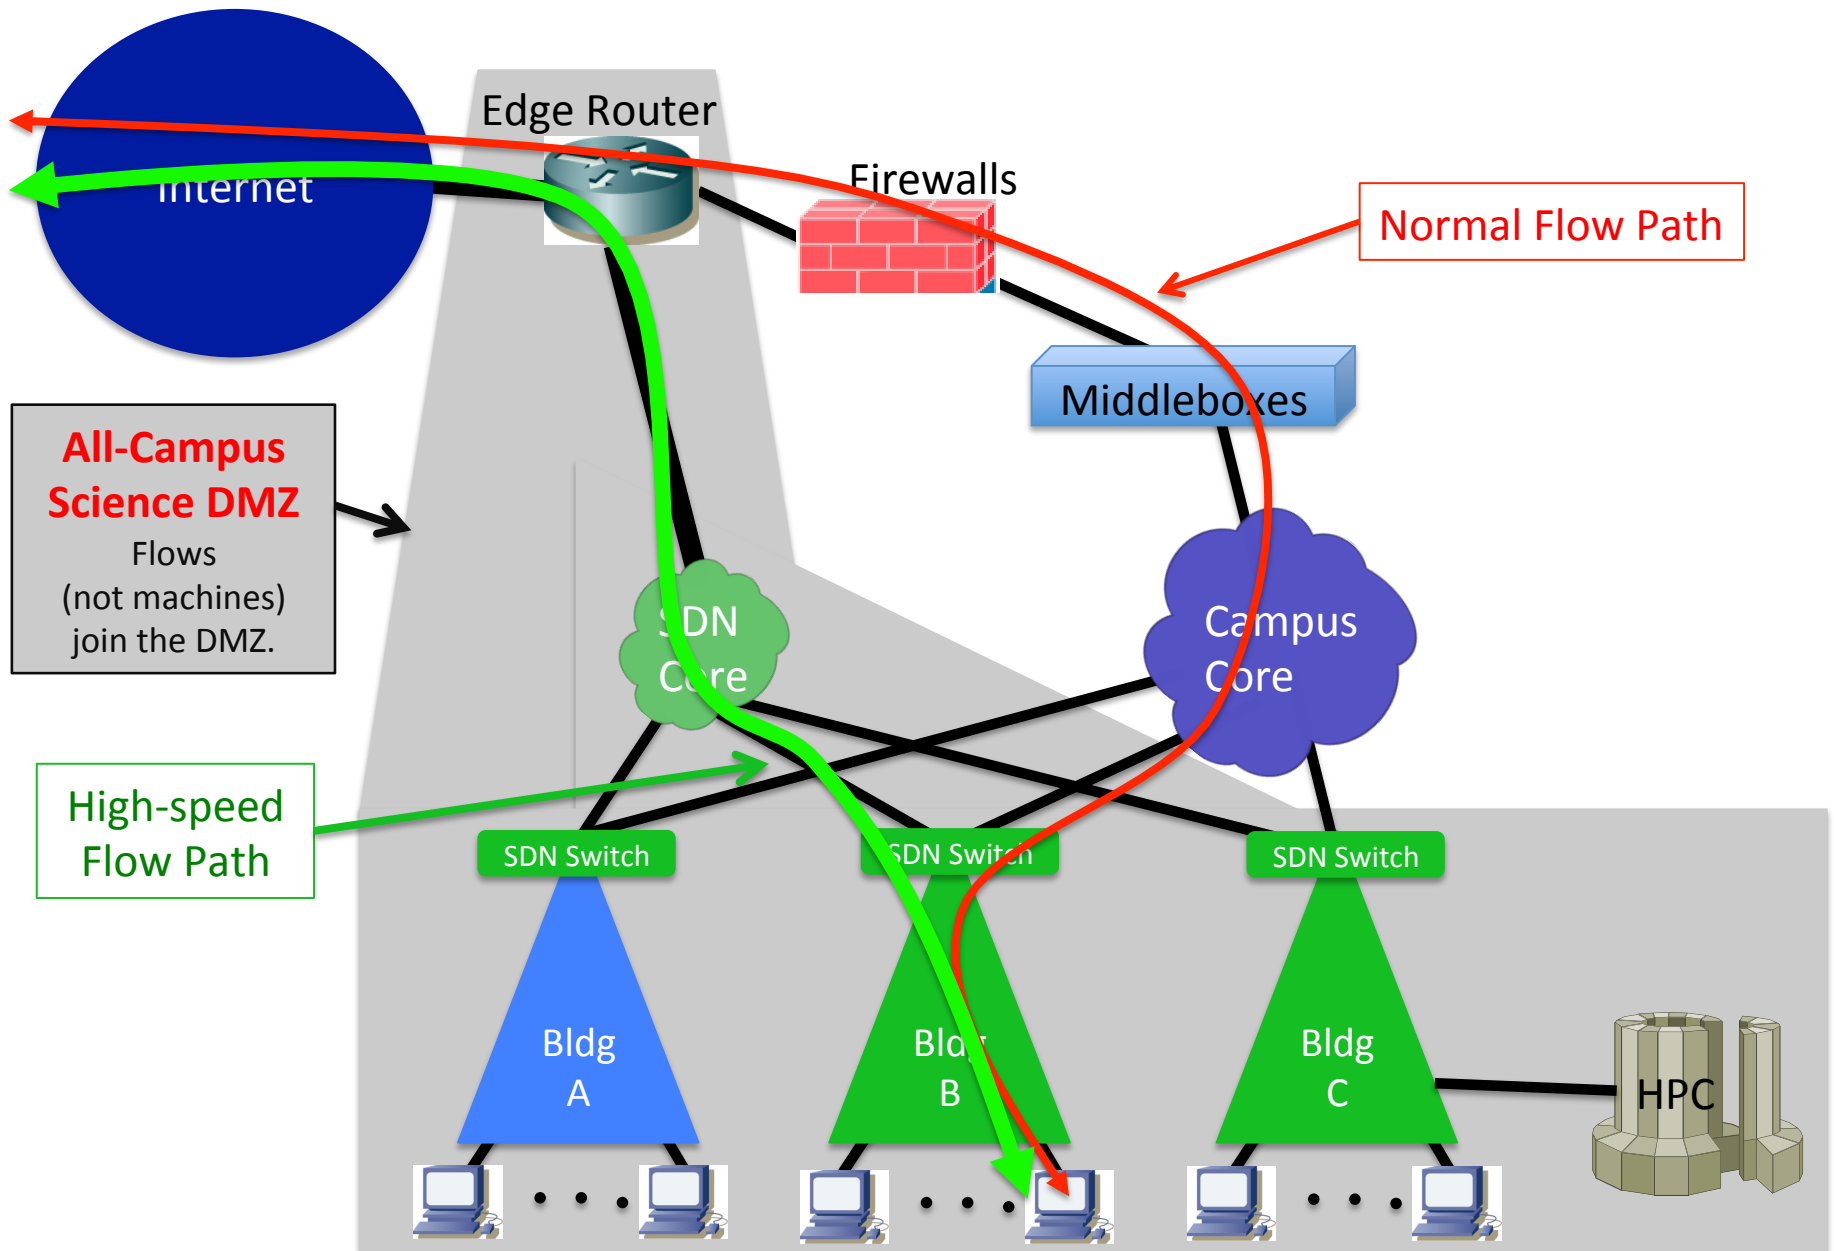 Edge Router
Internet
Firewalls
Normal Flow Path
Middleboxes
All-Campus
Science DMZ
Flows
(not machines)
join the DMZ.
SDN
Core
Campus
Core
High-speed
Flow Path
SDN Switch
SDN Switch
SDN Switch
Bldg
A
Bldg
B
Bldg
C
HPC